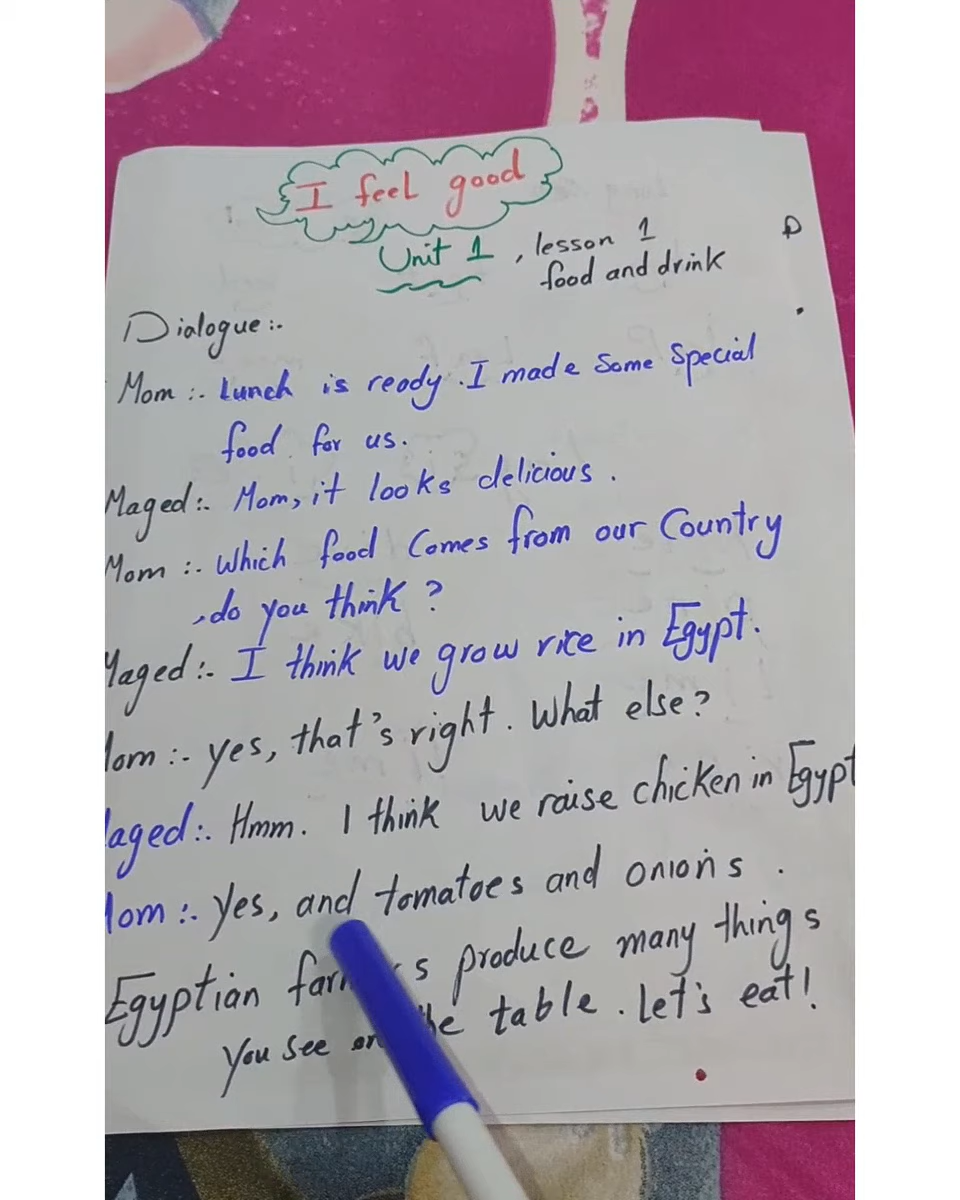 I feel good
Unit 1 , lesson 1
food and drink
Dialogue:-
Mom :- Lunch is ready. I made Some Special
food for us.
Maged:- Mom, it looks delicious.
Mom :- Which food Comes from our Country
,do you think ?
Maged:- I think we grow rice in Egypt.
Mom :- yes, that's right. What else?
Maged:- Hmm. I think we raise chicken in Egypt
Mom :- Yes, and tomatoes and onions.
Egyptian produce many things
You see table. Let's eat!